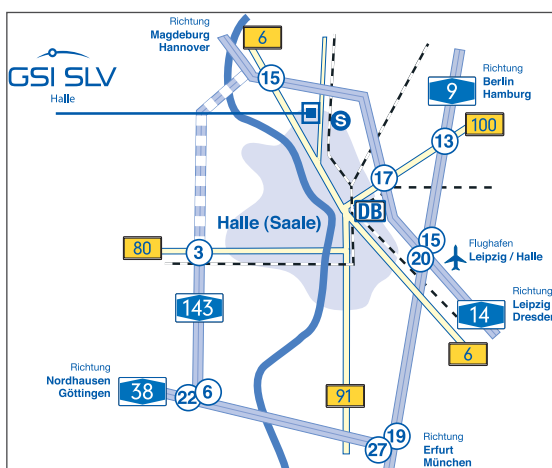 Richtung
Magdeburg
Hannover
6
GSI SLV
Halle
15
S
Richtung
Berlin
Hamburg
9
100
13
17
DB
Halle (Saale)
15
20
Flughafen
Leipzig / Halle
80
3
143
Richtung
Leipzig
Dresden
14
6
Richtung
Nordhausen
Göttingen
38
22
6
91
19
27
Richtung
Erfurt
München